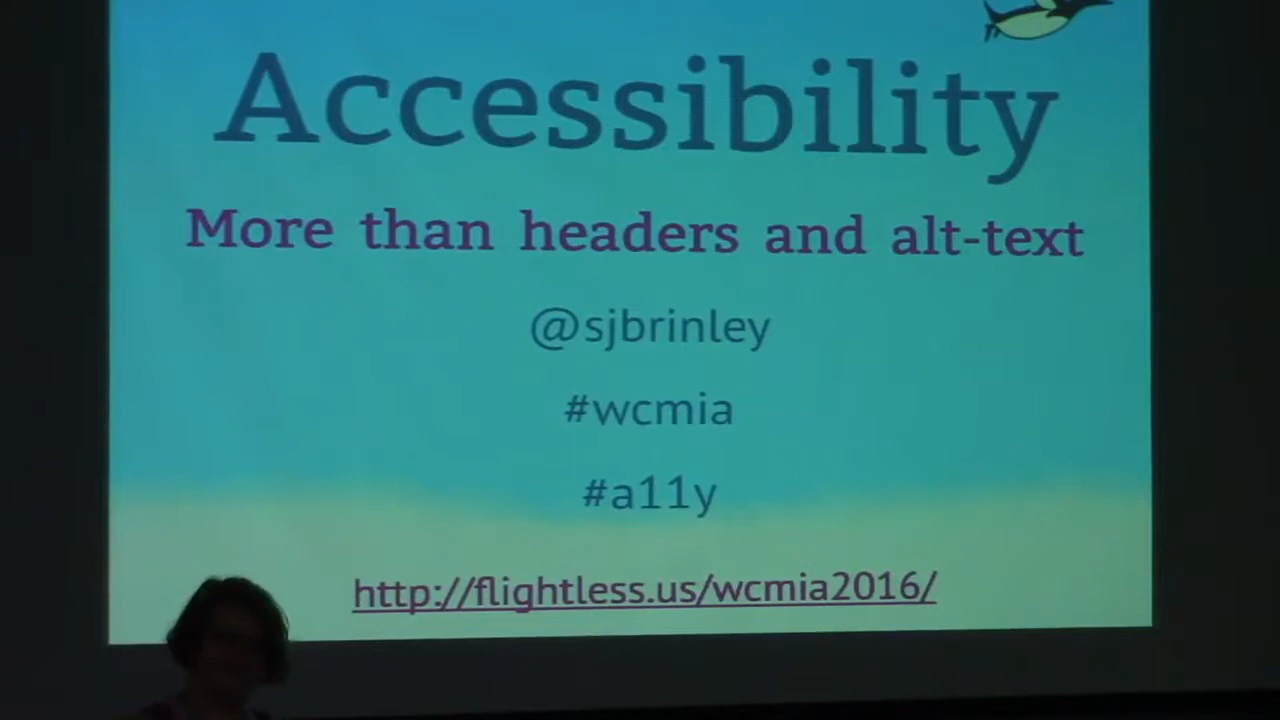 Accessibility
More than headers and alt-text
@sjbrinley
#wcmia
#a11y
http://flightless.us/wcmia2016/